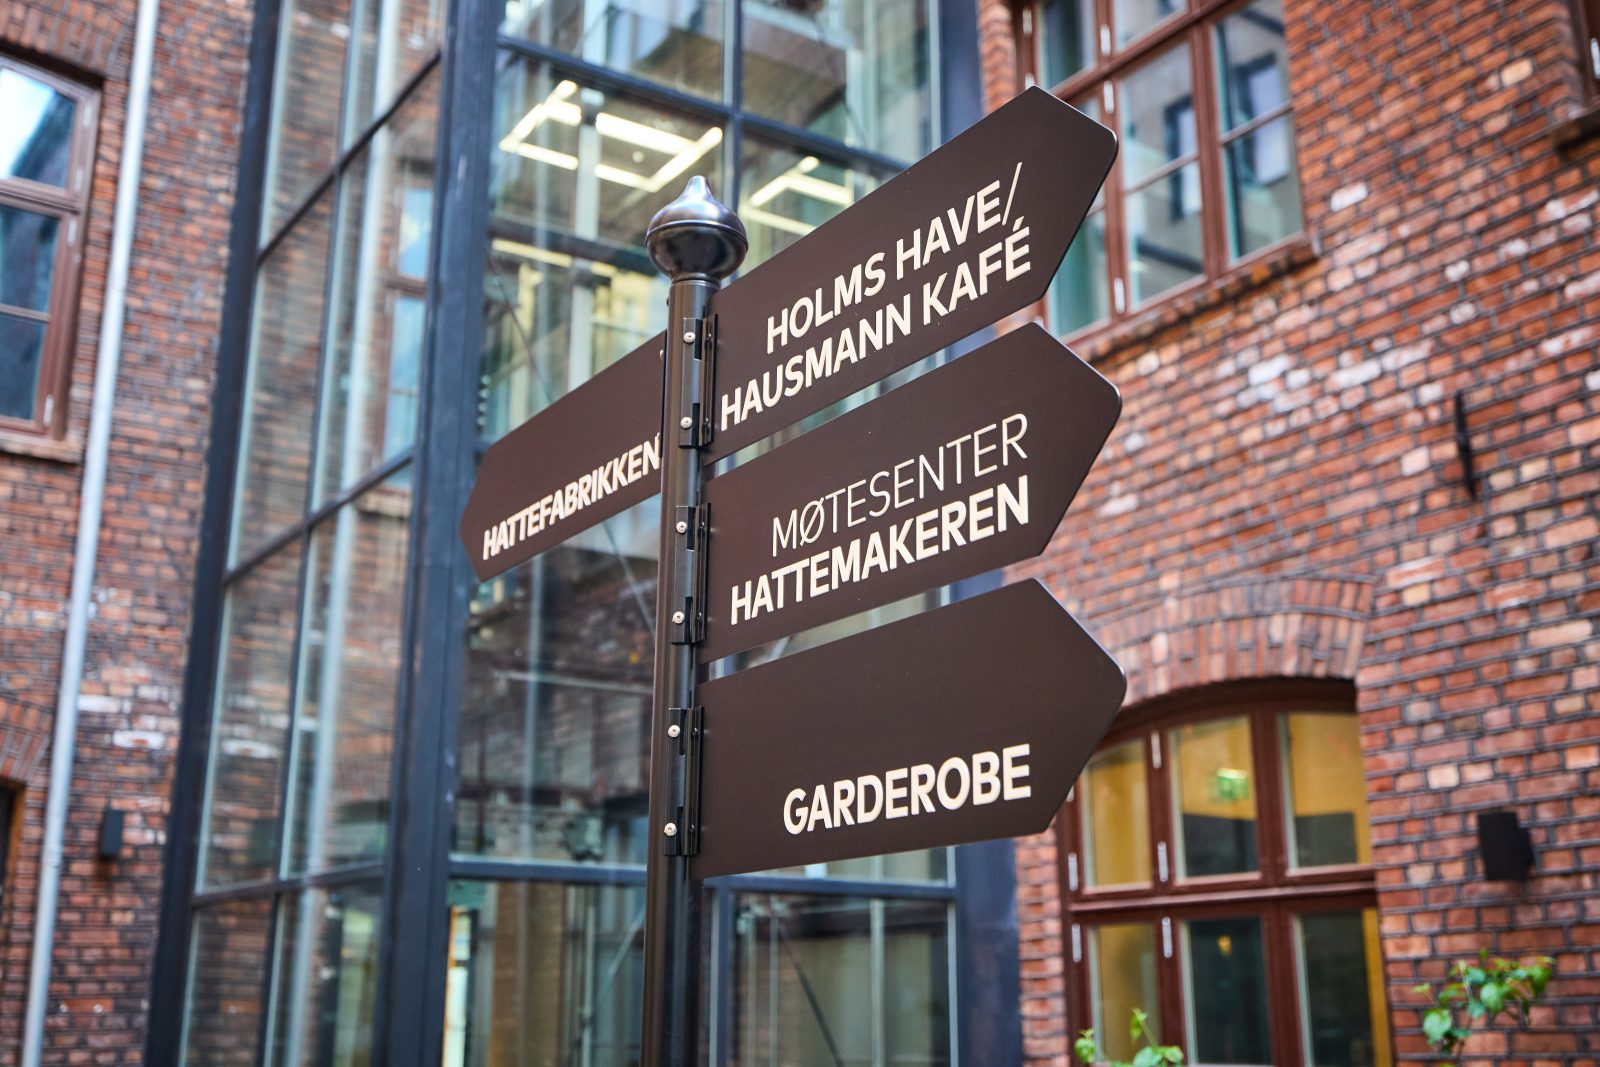 HOLMS HAVE/
HAUSMANN KAFÉ
HATTEFABRIKKEN
MØTESENTER
HATTEMAKEREN
GARDEROBE